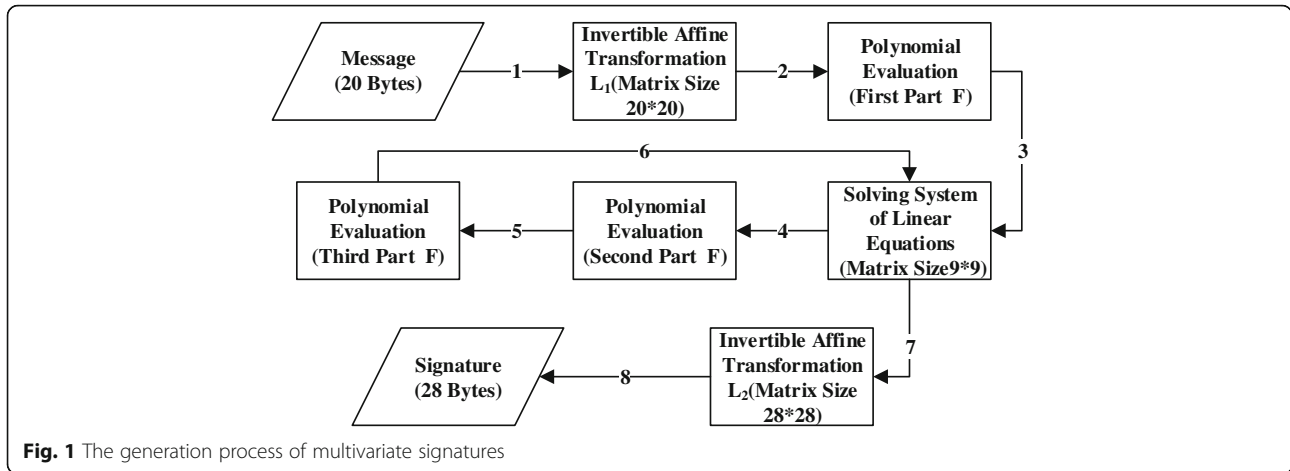 Message
(20 Bytes)
1
Invertible Affine
Transformation
L₁(Matrix Size
20*20)
2
Polynomial
Evaluation
(First Part F)
3
6
Polynomial
Evaluation
(Third Part F)
5
Polynomial
Evaluation
(Second Part F)
4
Solving System
of Linear
Equations
(Matrix Size9*9)
7
Signature
(28 Bytes)
8
Invertible Affine
Transformation
L₂(Matrix Size
28*28)
Fig. 1 The generation process of multivariate signatures